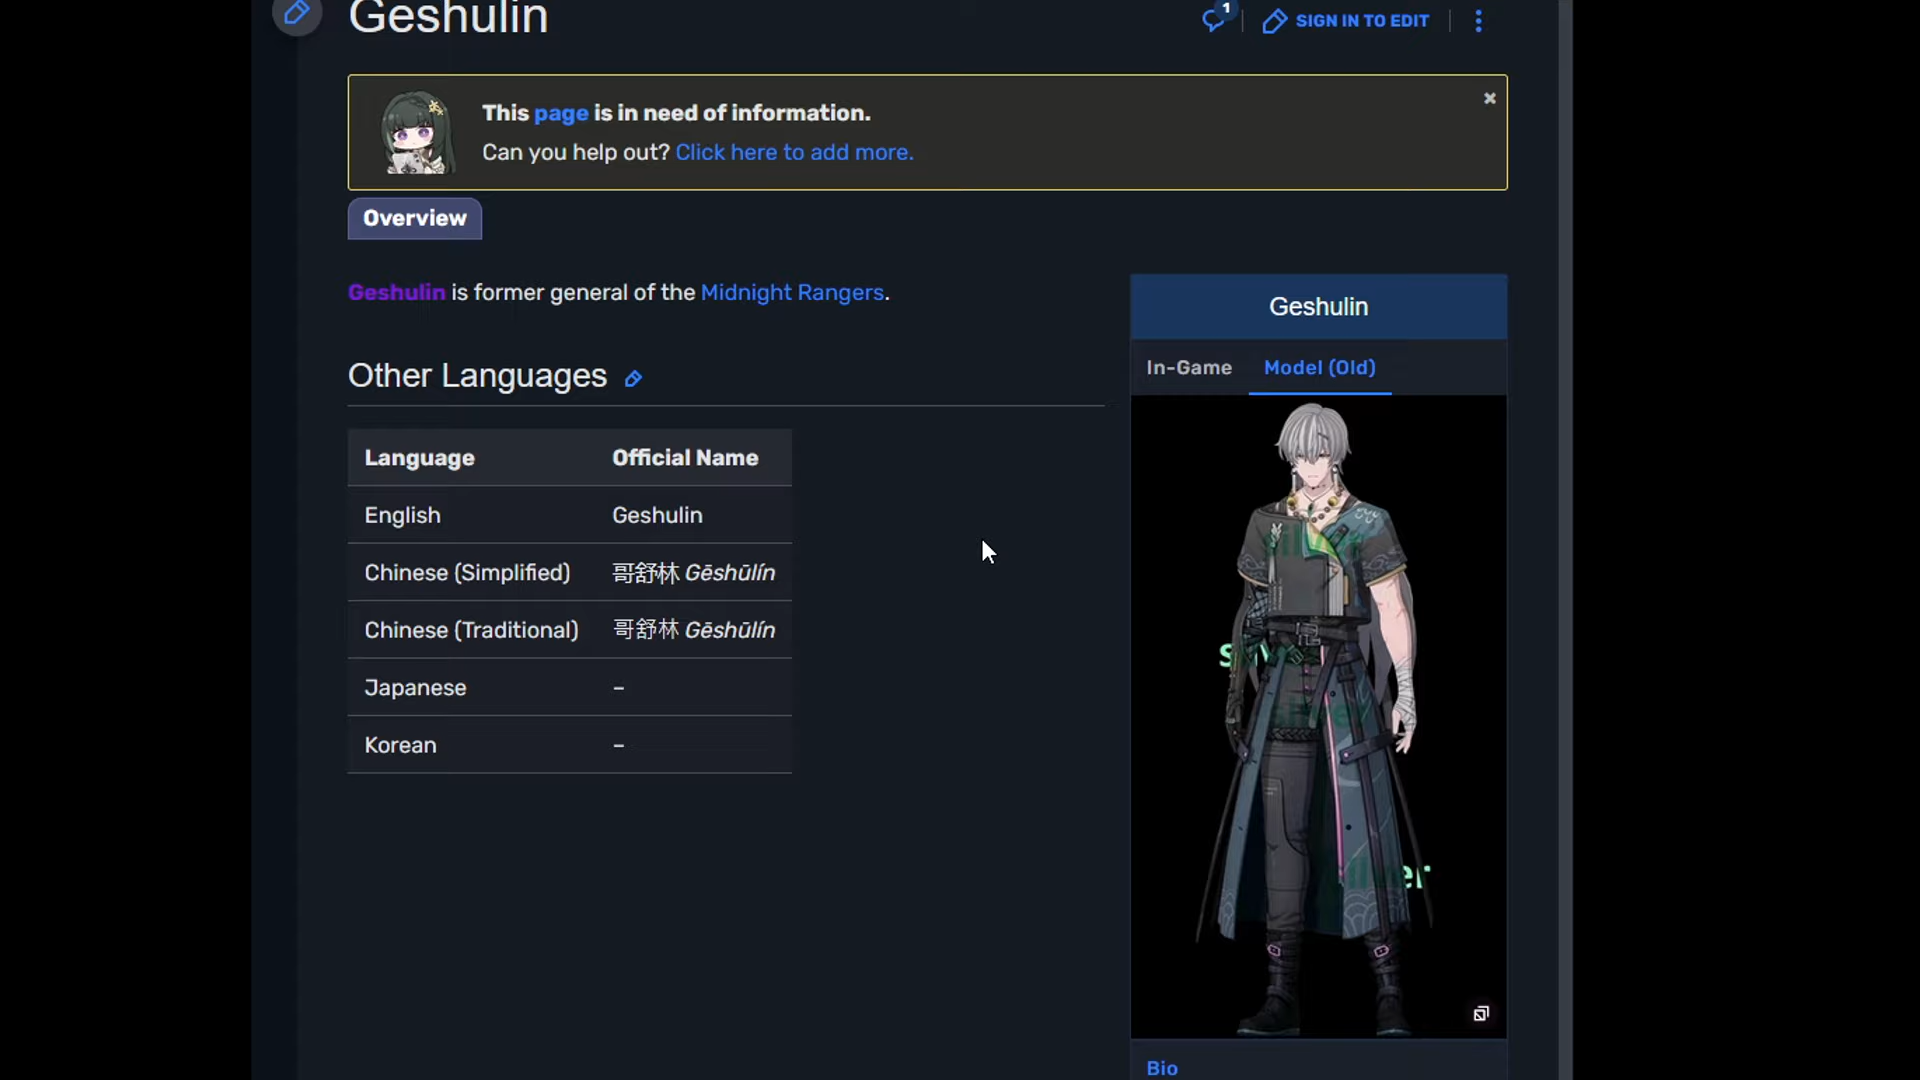 Geshulin
1
SIGN IN TO EDIT
This page is in need of information.
Can you help out? Click here to add more.
Overview
Geshulin is former general of the Midnight Rangers.
Geshulin
In-Game Model (Old)
Other Languages
Language Official Name
English Geshulin
Chinese (Simplified) 哥舒林 Gēshūlín
Chinese (Traditional) 哥舒林 Gēshūlín
Japanese –
Korean –
Bio